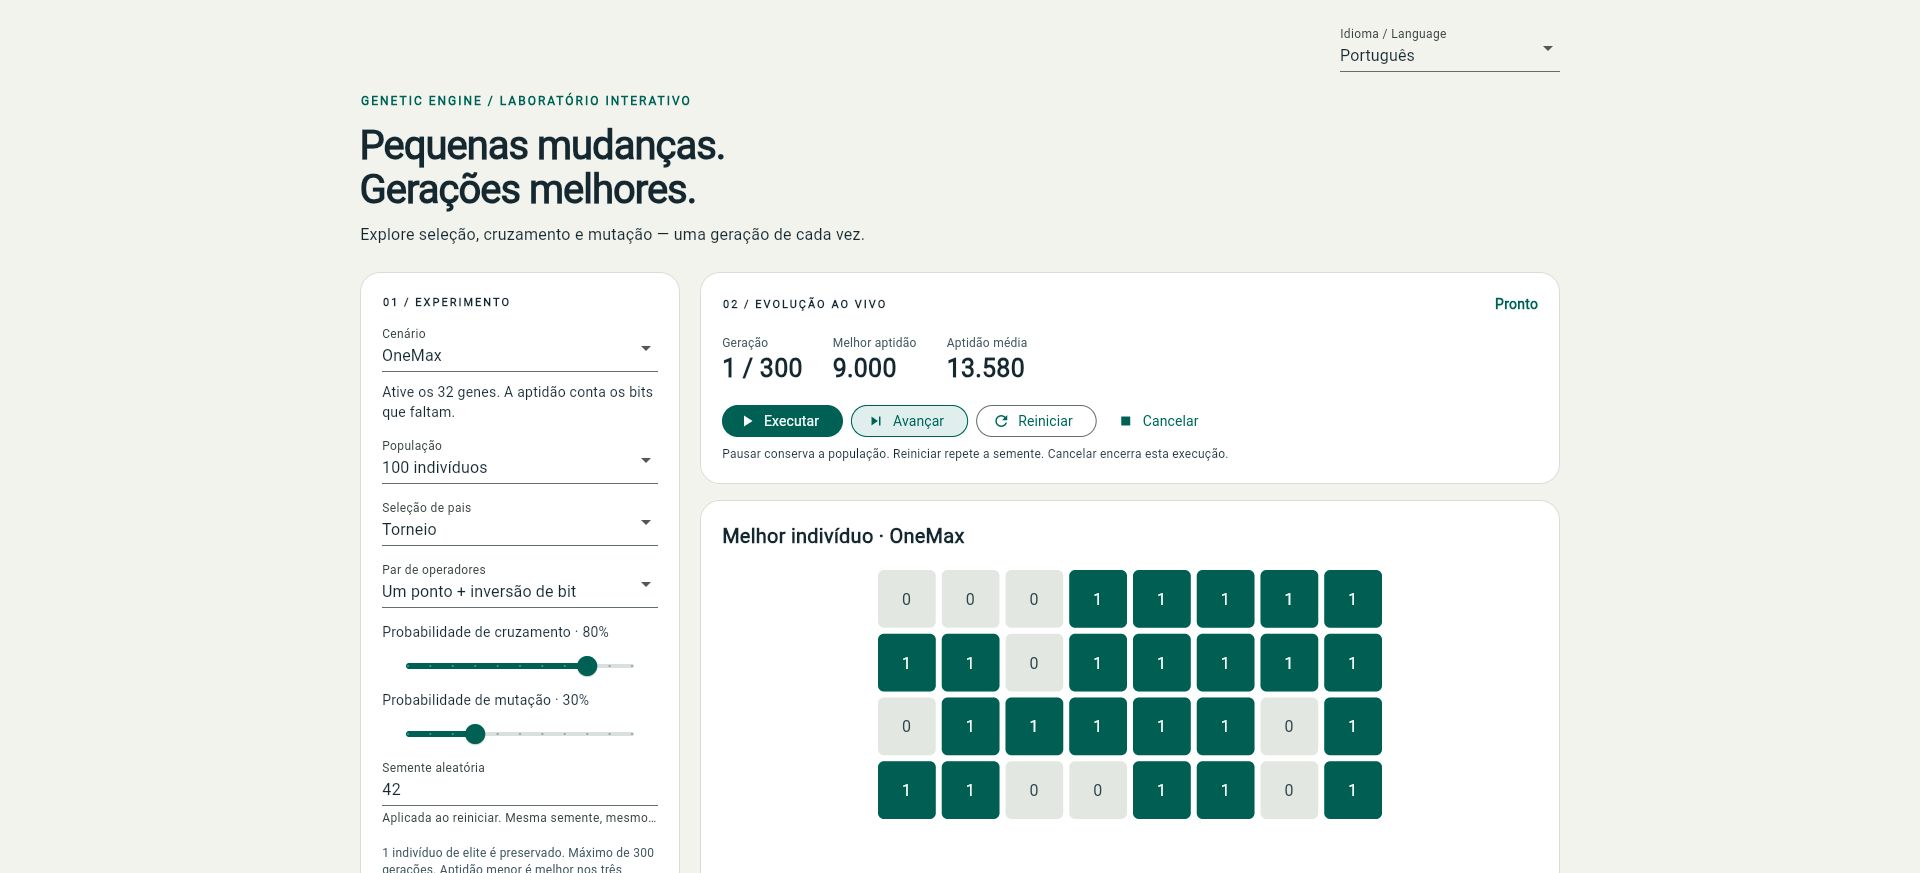 Idioma / Language
Português
GENETIC ENGINE / LABORATÓRIO INTERATIVO
Pequenas mudanças.
Gerações melhores.
Explore seleção, cruzamento e mutação — uma geração de cada vez.
01 / EXPERIMENTO
Cenário
OneMax
Ative os 32 genes. A aptidão conta os bits
que faltam.
População
100 indivíduos
Seleção de pais
Torneio
Par de operadores
Um ponto + inversão de bit
Probabilidade de cruzamento · 80%
Probabilidade de mutação · 30%
Semente aleatória
42
Aplicada ao reiniciar. Mesma semente, mesmo…
1 indivíduo de elite é preservado. Máximo de 300
gerações. Aptidão menor é melhor nos três
02 / EVOLUÇÃO AO VIVO
Pronto
Geração Melhor aptidão Aptidão média
1 / 300 9.000 13.580
Executar Avançar Reiniciar Cancelar
Pausar conserva a população. Reiniciar repete a semente. Cancelar encerra esta execução.
Melhor indivíduo · OneMax
0 0 0 1 1 1 1 1
1 1 0 1 1 1 1 1
0 1 1 1 1 1 0 1
1 1 0 0 1 1 0 1